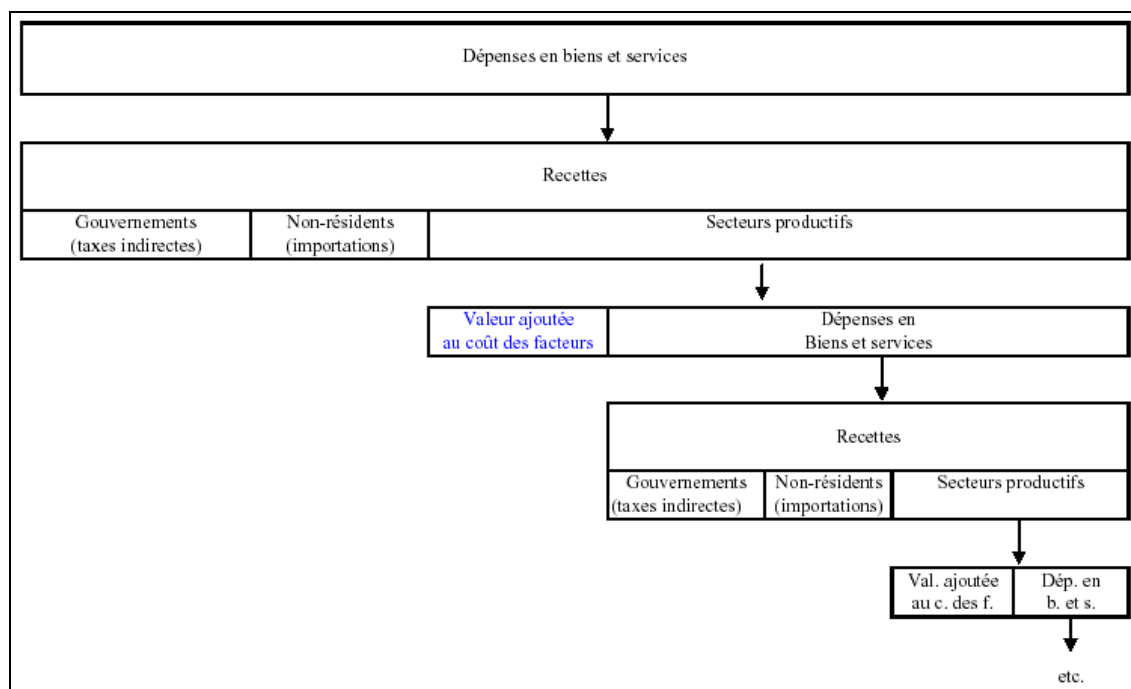 Dépenses en biens et services
Recettes
Gouvernements
(taxes indirectes)
Non-résidents
(importations)
Secteurs productifs
Valeur ajoutée
au coût des facteurs
Dépenses en
Biens et services
Recettes
Gouvernements
(taxes indirectes)
Non-résidents
(importations)
Secteurs productifs
Val. ajoutée
au c. des f.
Dép. en
b. et s.
etc.